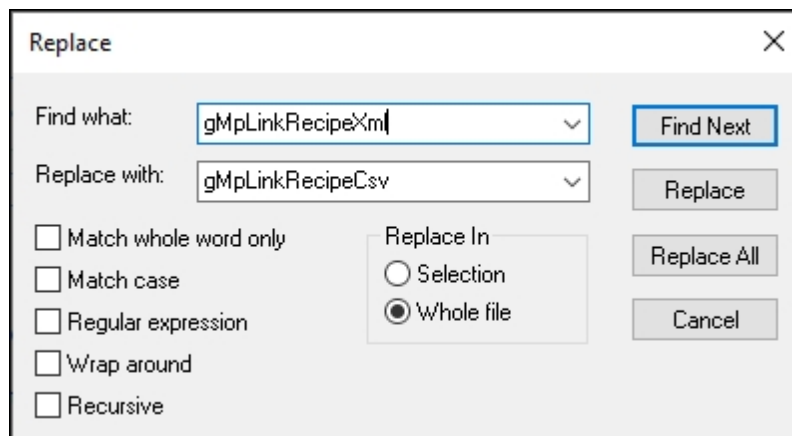 Replace
Find what:
gMpLinkRecipeXml
Find Next
Replace with:
gMpLinkRecipeCsv
Replace
Match whole word only
Replace In
Replace All
Match case
Selection
Regular expression
Whole file
Cancel
Wrap around
Recursive